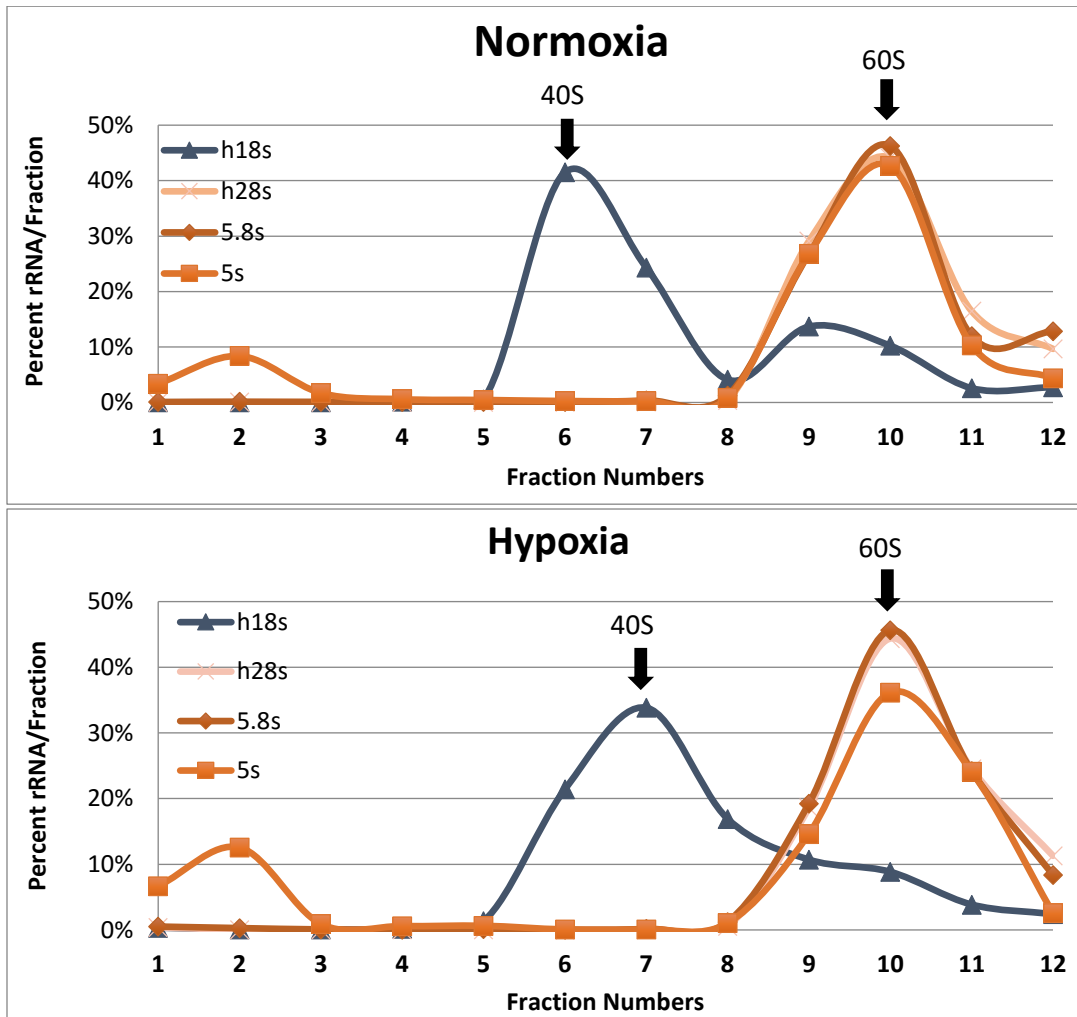 Normoxia
60S
40S
Percent rRNA/Fraction
50%
40%
30%
20%
10%
0%
h18s
h28s
5.8s
5s
1 2 3 4 5 6 7 8 9 10 11 12
Fraction Numbers
Hypoxia
60S
40S
Percent rRNA/Fraction
50%
40%
30%
20%
10%
0%
h18s
h28s
5.8s
5s
1 2 3 4 5 6 7 8 9 10 11 12
Fraction Numbers